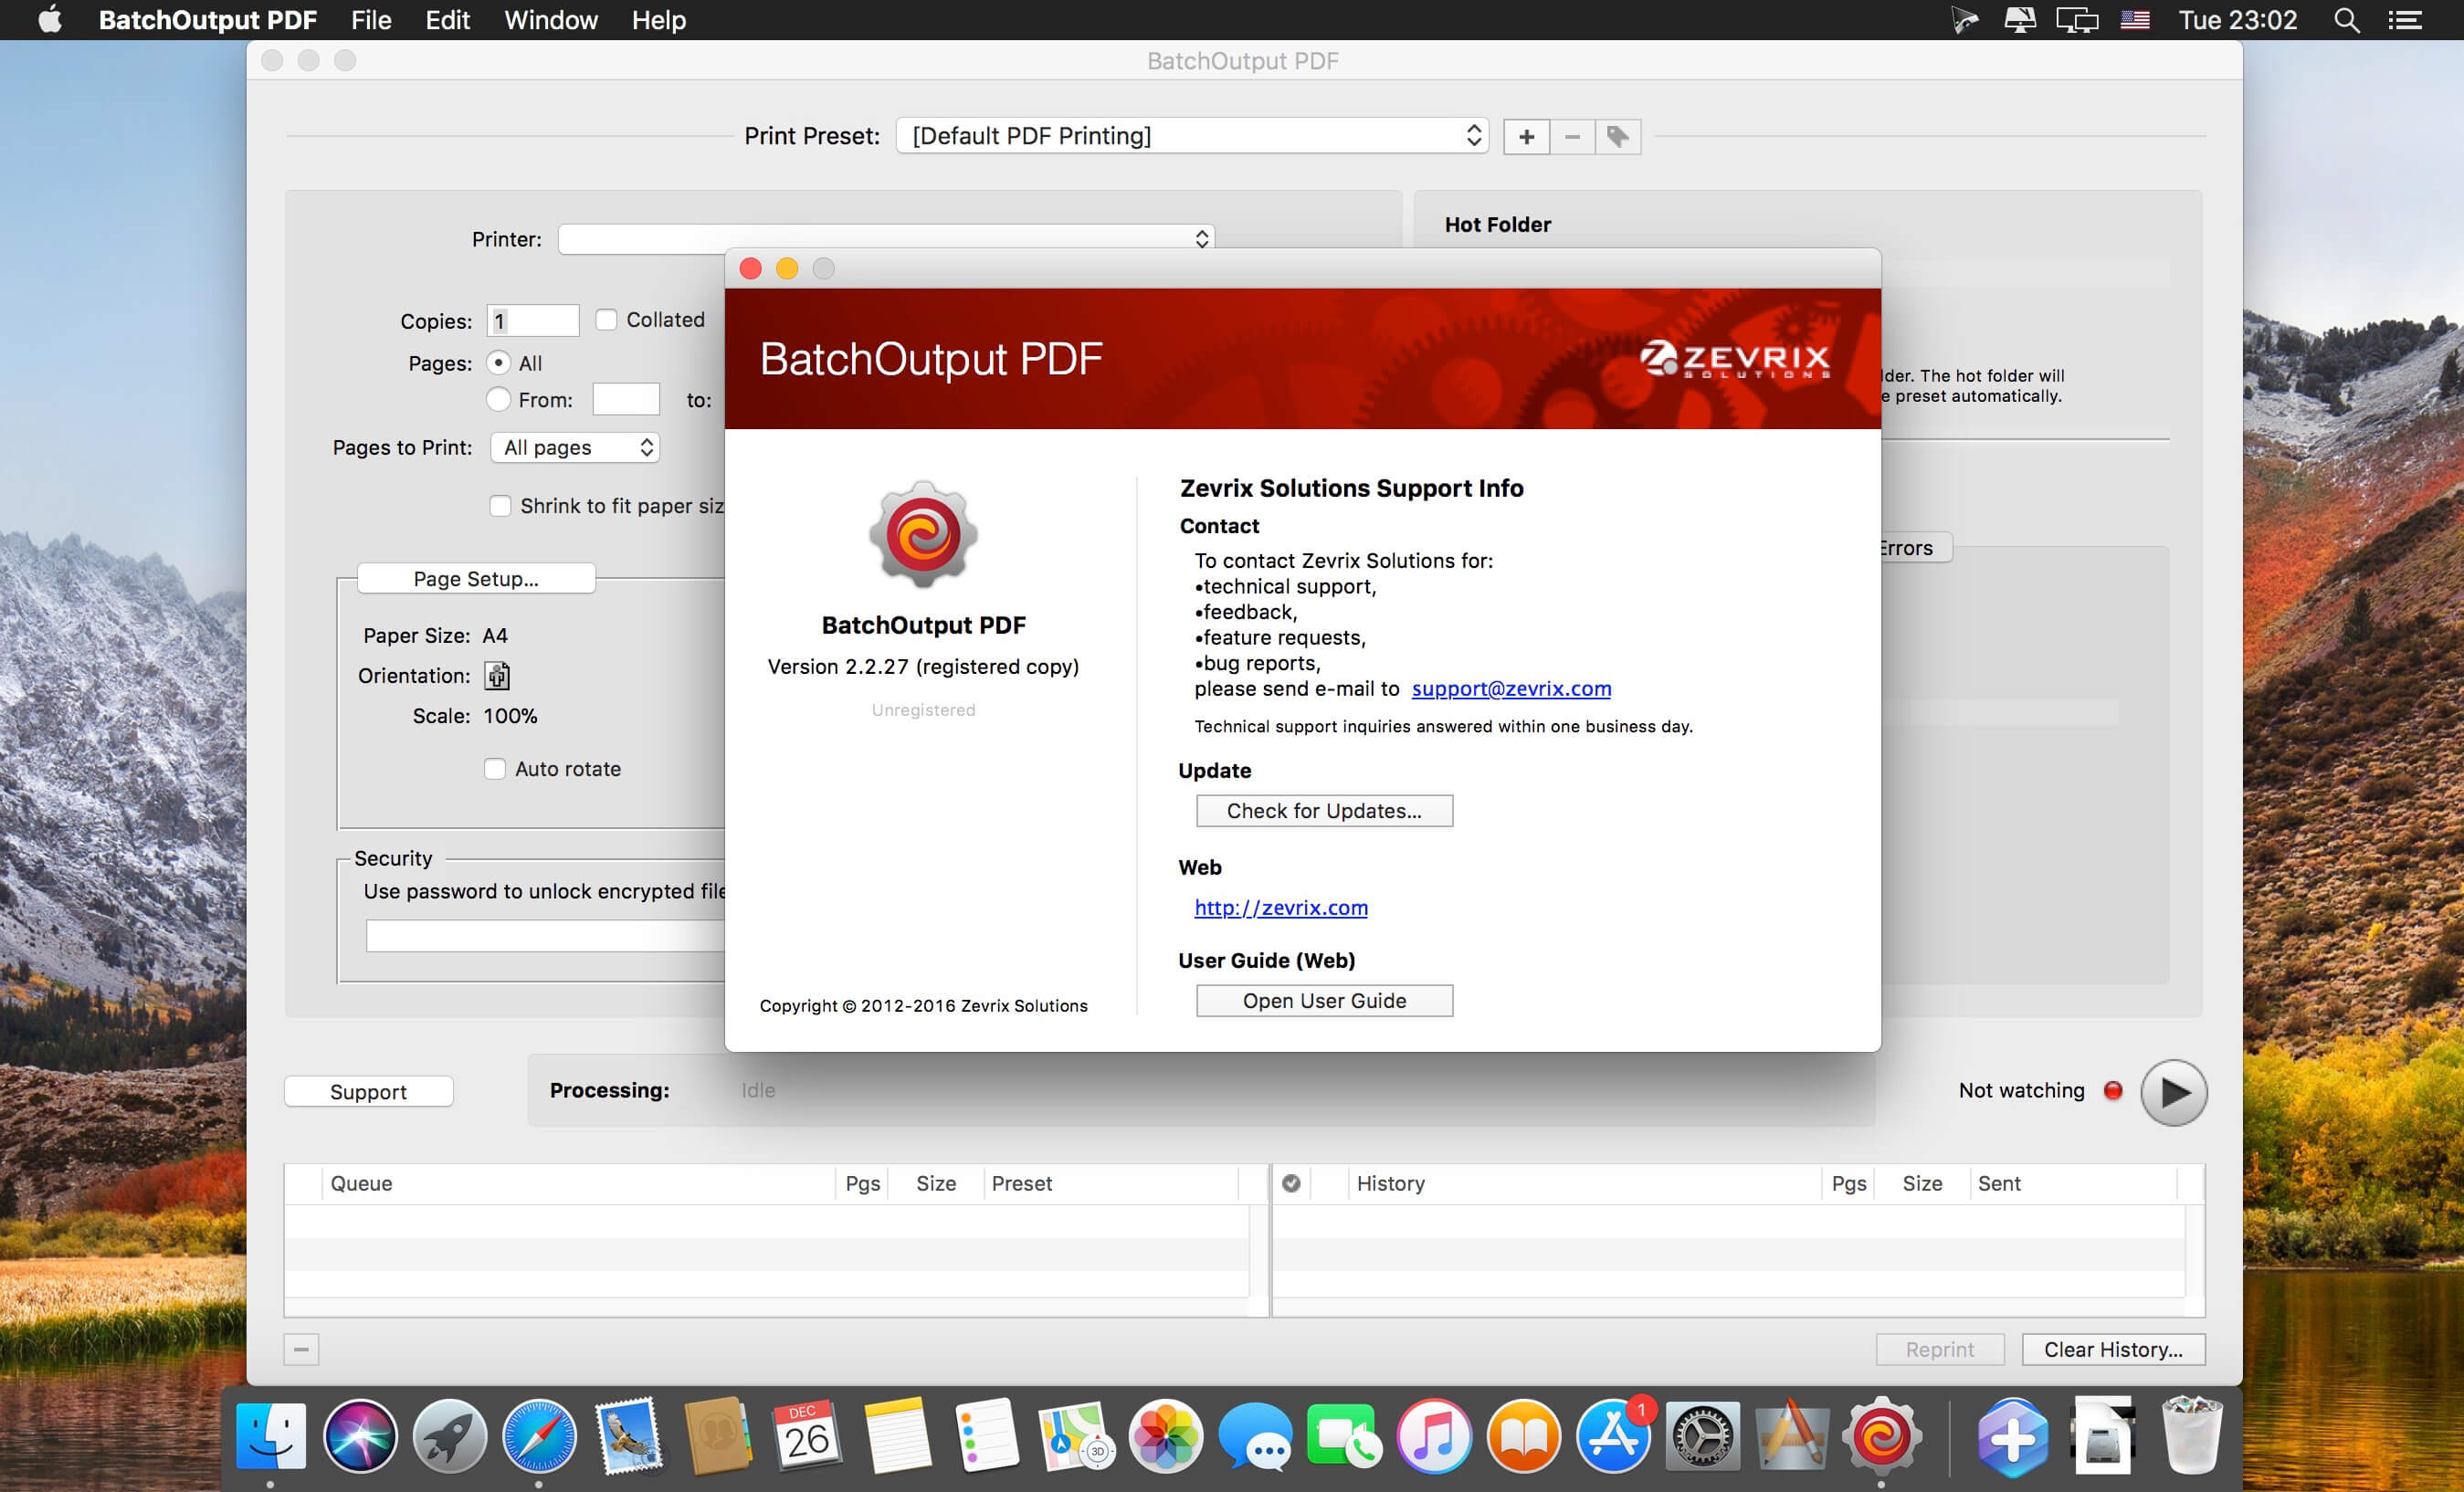 BatchOutput PDF File Edit Window Help Tue 23:02
BatchOutput PDF
Print Preset: [Default PDF Printing] + −
Printer:
Copies: 1 Collated
Pages: All
From: to:
Pages to Print: All pages
Shrink to fit paper siz
Page Setup...
Paper Size: A4
Orientation:
Scale: 100%
Auto rotate
Security
Use password to unlock encrypted file
Hot Folder
lder. The hot folder will
e preset automatically.
Errors
BatchOutput PDF
ZEVRIX
SOLUTIONS
BatchOutput PDF
Version 2.2.27 (registered copy)
Unregistered
Copyright © 2012-2016 Zevrix Solutions
Zevrix Solutions Support Info
Contact
To contact Zevrix Solutions for:
•technical support,
•feedback,
•feature requests,
•bug reports,
please send e-mail to support@zevrix.com
Technical support inquiries answered within one business day.
Update
Check for Updates...
Web
http://zevrix.com
User Guide (Web)
Open User Guide
Support
Processing: Idle
Not watching
Queue Pgs Size Preset
History Pgs Size Sent
Reprint Clear History...
DEC
26
3D
1